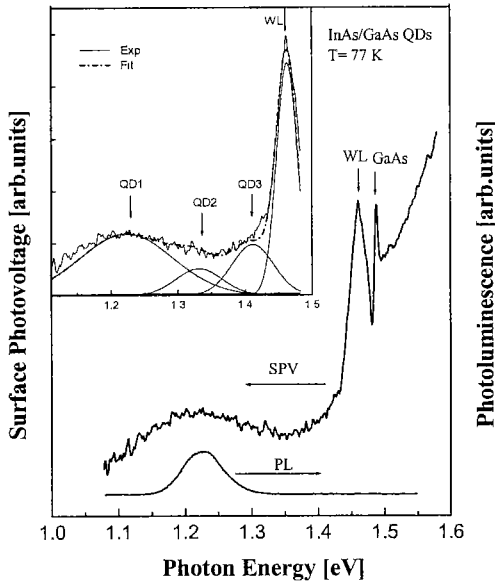 WL
InAs/GaAs QDs
T= 77 K
Exp
Fit
QD1
QD2
QD3
1.2
1.3
1.4
1.5
WL
GaAs
SPV
PL
1.0
1.1
1.2
1.3
1.4
1.5
1.6
Photon Energy [eV]
Surface Photovoltage [arb.units]
Photoluminescence [arb.units]